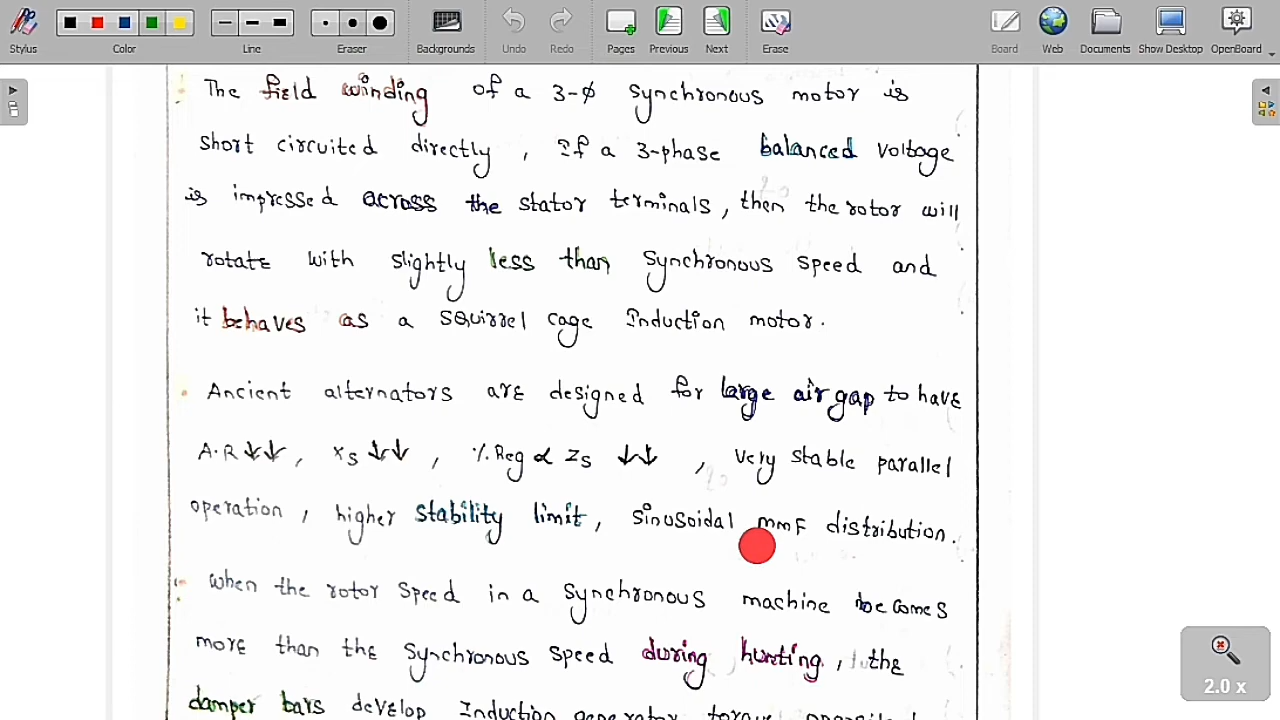 Stylus
Color
Line
Eraser
Backgrounds
Undo
Redo
Pages
Previous
Next
Erase
Board
Web
Documents
Show Desktop
OpenBoard
The field winding of a 3-φ synchronous motor is
short circuited directly, If a 3-phase balanced voltage
is impressed across the stator terminals, then the rotor will
rotate with slightly less than synchronous speed and
it behaves as a squirrel cage Induction motor.
• Ancient alternators are designed for large air gap to have
A.R ↓↓, Xs ↓↓, %Reg ∝ Zs ↓↓, very stable parallel
operation, higher stability limit, sinusoidal mmF distribution.
when the rotor speed in a synchronous machine becomes
more than the synchronous speed during hunting, the
damper bars develop Induction generator torque
2.0 x